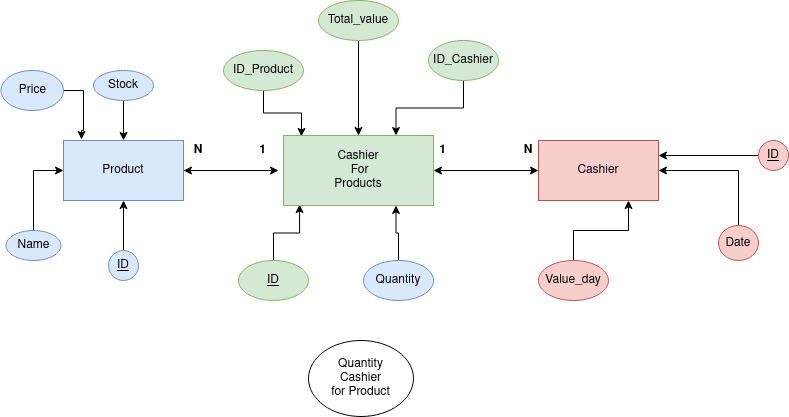 Total_value
ID_Product
ID_Cashier
Price
Stock
N
1
1
N
Product
Cashier
For
Products
Cashier
ID
Name
ID
ID
Quantity
Value_day
Date
Quantity
Cashier
for Product